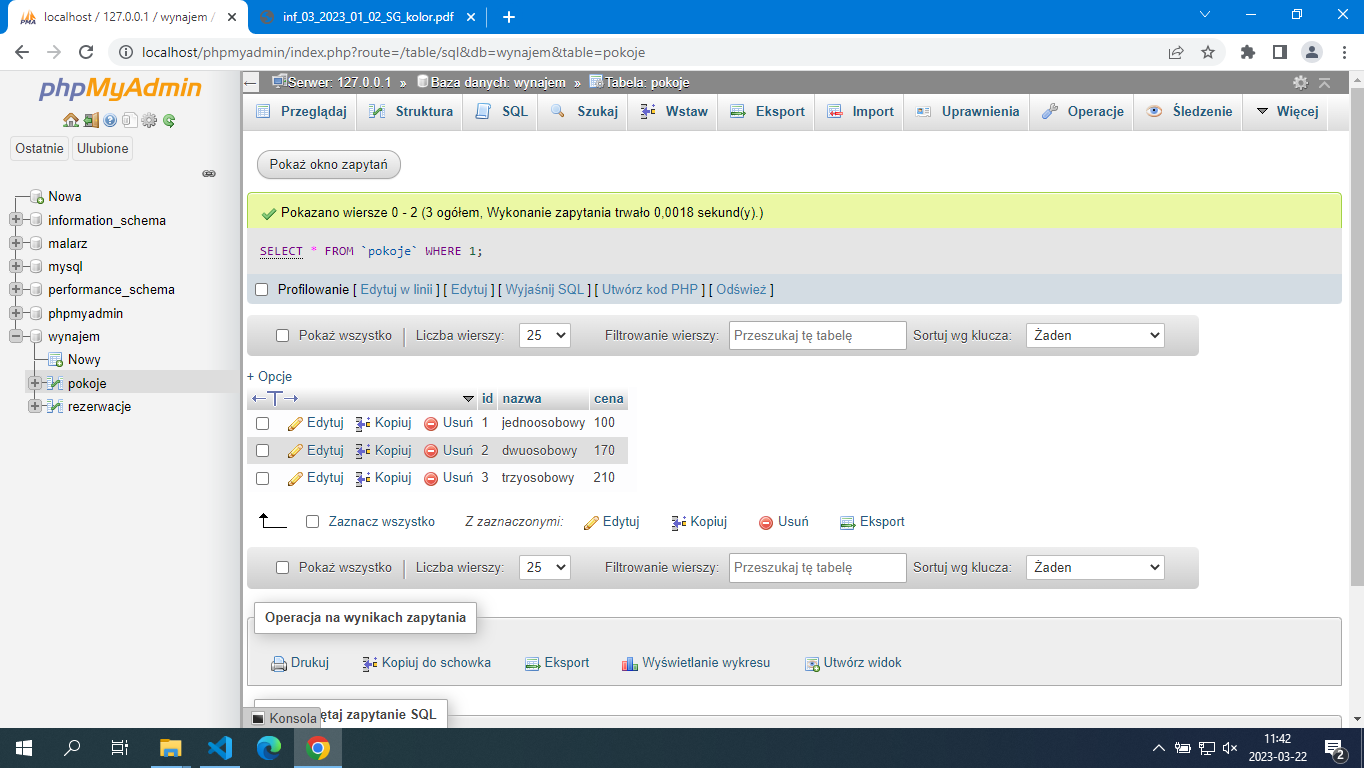 localhost / 127.0.0.1 / wynajem /
inf_03_2023_01_02_SG_kolor.pdf
localhost/phpmyadmin/index.php?route=/table/sql&db=wynajem&table=pokoje
phpMyAdmin
Ostatnie Ulubione
Nowa
information_schema
malarz
mysql
performance_schema
phpmyadmin
wynajem
Nowy
pokoje
rezerwacje
Serwer: 127.0.0.1 » Baza danych: wynajem » Tabela: pokoje
Przeglądaj Struktura SQL Szukaj Wstaw Eksport Import Uprawnienia Operacje Śledzenie Więcej
Pokaż okno zapytań
Pokazano wiersze 0 - 2 (3 ogółem, Wykonanie zapytania trwało 0,0018 sekund(y).)
SELECT * FROM `pokoje` WHERE 1;
Profilowanie [ Edytuj w linii ] [ Edytuj ] [ Wyjaśnij SQL ] [ Utwórz kod PHP ] [ Odśwież ]
Pokaż wszystko Liczba wierszy: 25 Filtrowanie wierszy: Przeszukaj tę tabelę Sortuj wg klucza: Żaden
+ Opcje
id nazwa cena
Edytuj Kopiuj Usuń 1 jednoosobowy 100
Edytuj Kopiuj Usuń 2 dwuosobowy 170
Edytuj Kopiuj Usuń 3 trzyosobowy 210
Zaznacz wszystko Z zaznaczonymi: Edytuj Kopiuj Usuń Eksport
Pokaż wszystko Liczba wierszy: 25 Filtrowanie wierszy: Przeszukaj tę tabelę Sortuj wg klucza: Żaden
Operacja na wynikach zapytania
Drukuj Kopiuj do schowka Eksport Wyświetlanie wykresu Utwórz widok
ętaj zapytanie SQL
Konsola
11:42
2023-03-22
2